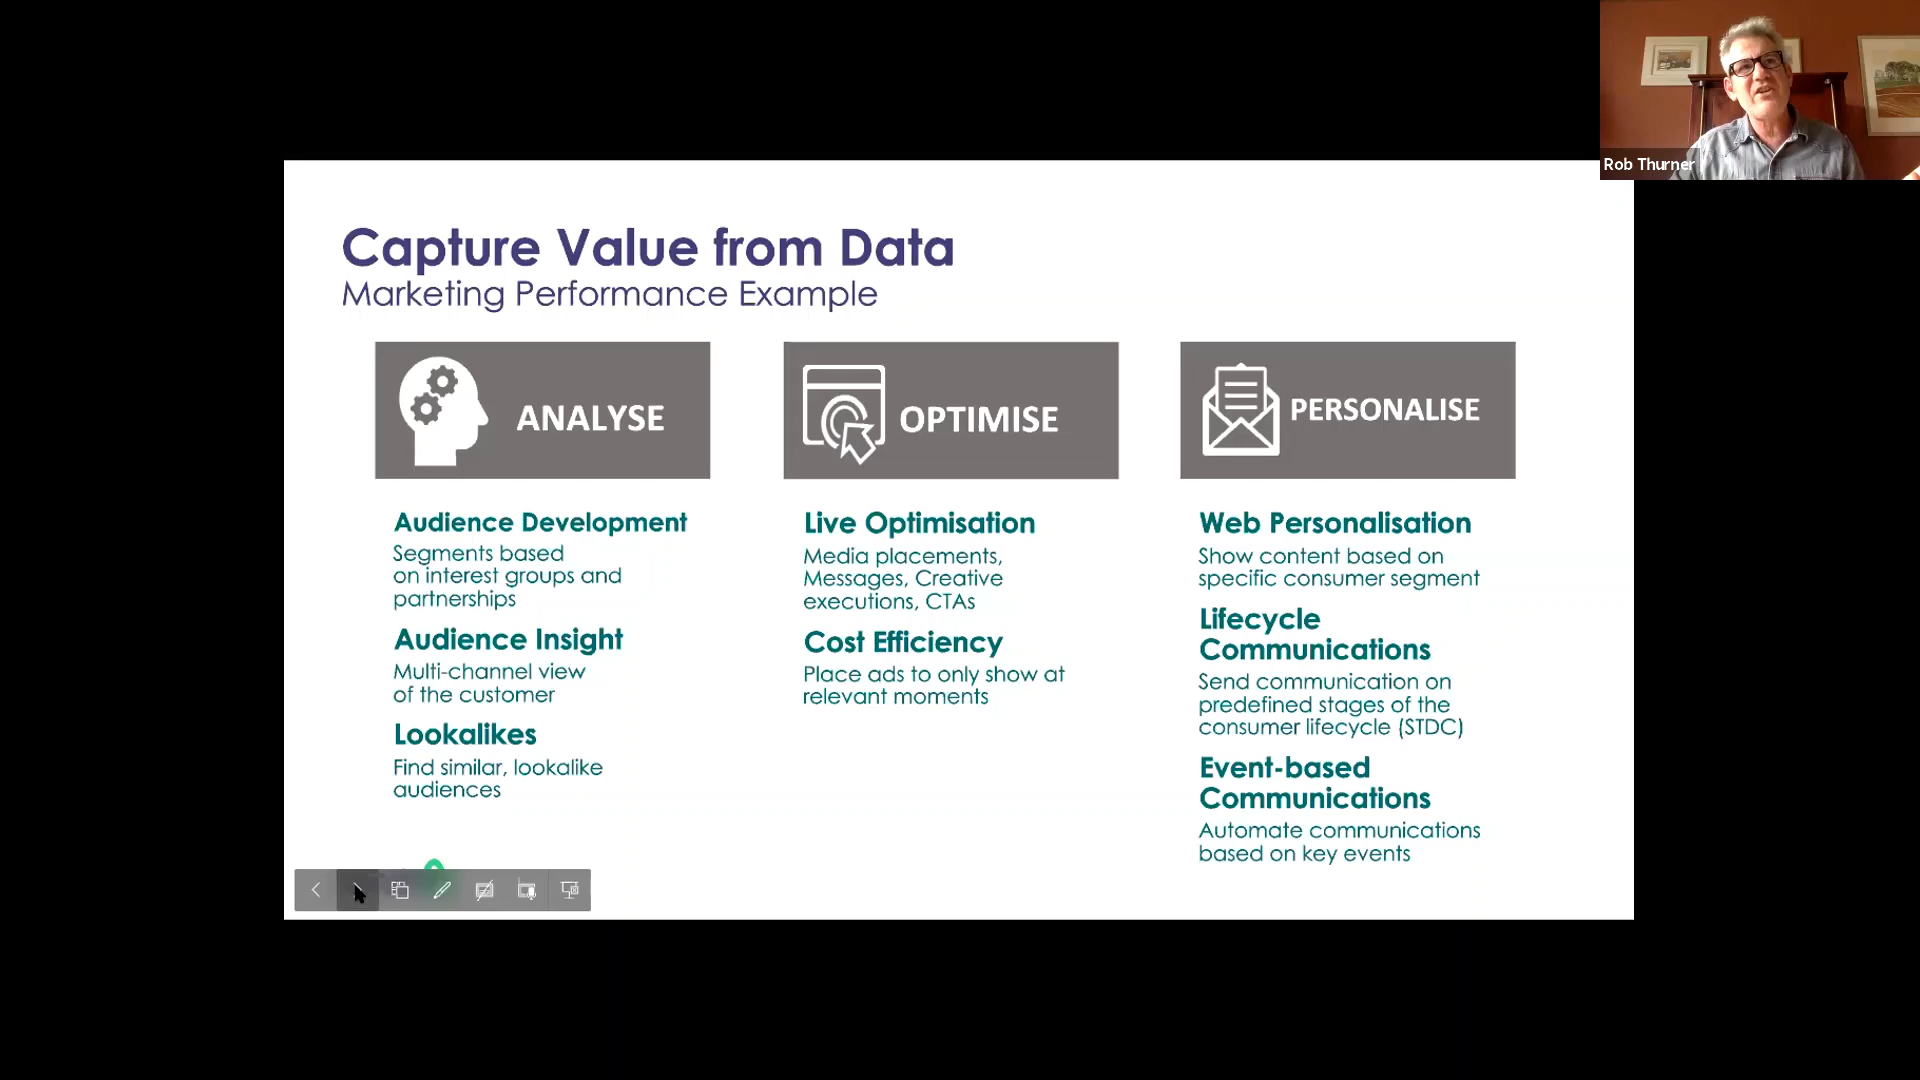 Rob Thurner
Capture Value from Data
Marketing Performance Example
ANALYSE
Audience Development
Segments based
on interest groups and
partnerships
Audience Insight
Multi-channel view
of the customer
Lookalikes
Find similar, lookalike
audiences
OPTIMISE
Live Optimisation
Media placements,
Messages, Creative
executions, CTAs
Cost Efficiency
Place ads to only show at
relevant moments
PERSONALISE
Web Personalisation
Show content based on
specific consumer segment
Lifecycle
Communications
Send communication on
predefined stages of the
consumer lifecycle (STDC)
Event-based
Communications
Automate communications
based on key events